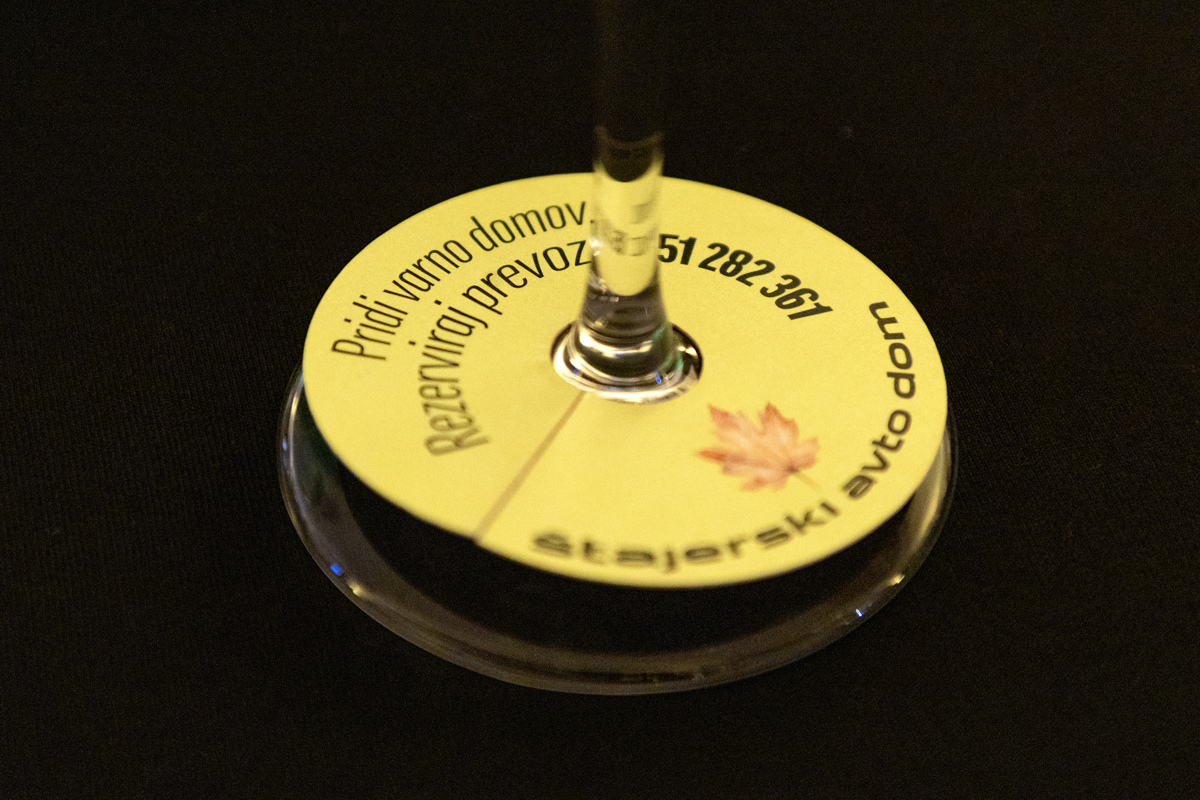 Pridi varno domov.
Rezerviraj prevoz
51 282 361
štajerski avto dom